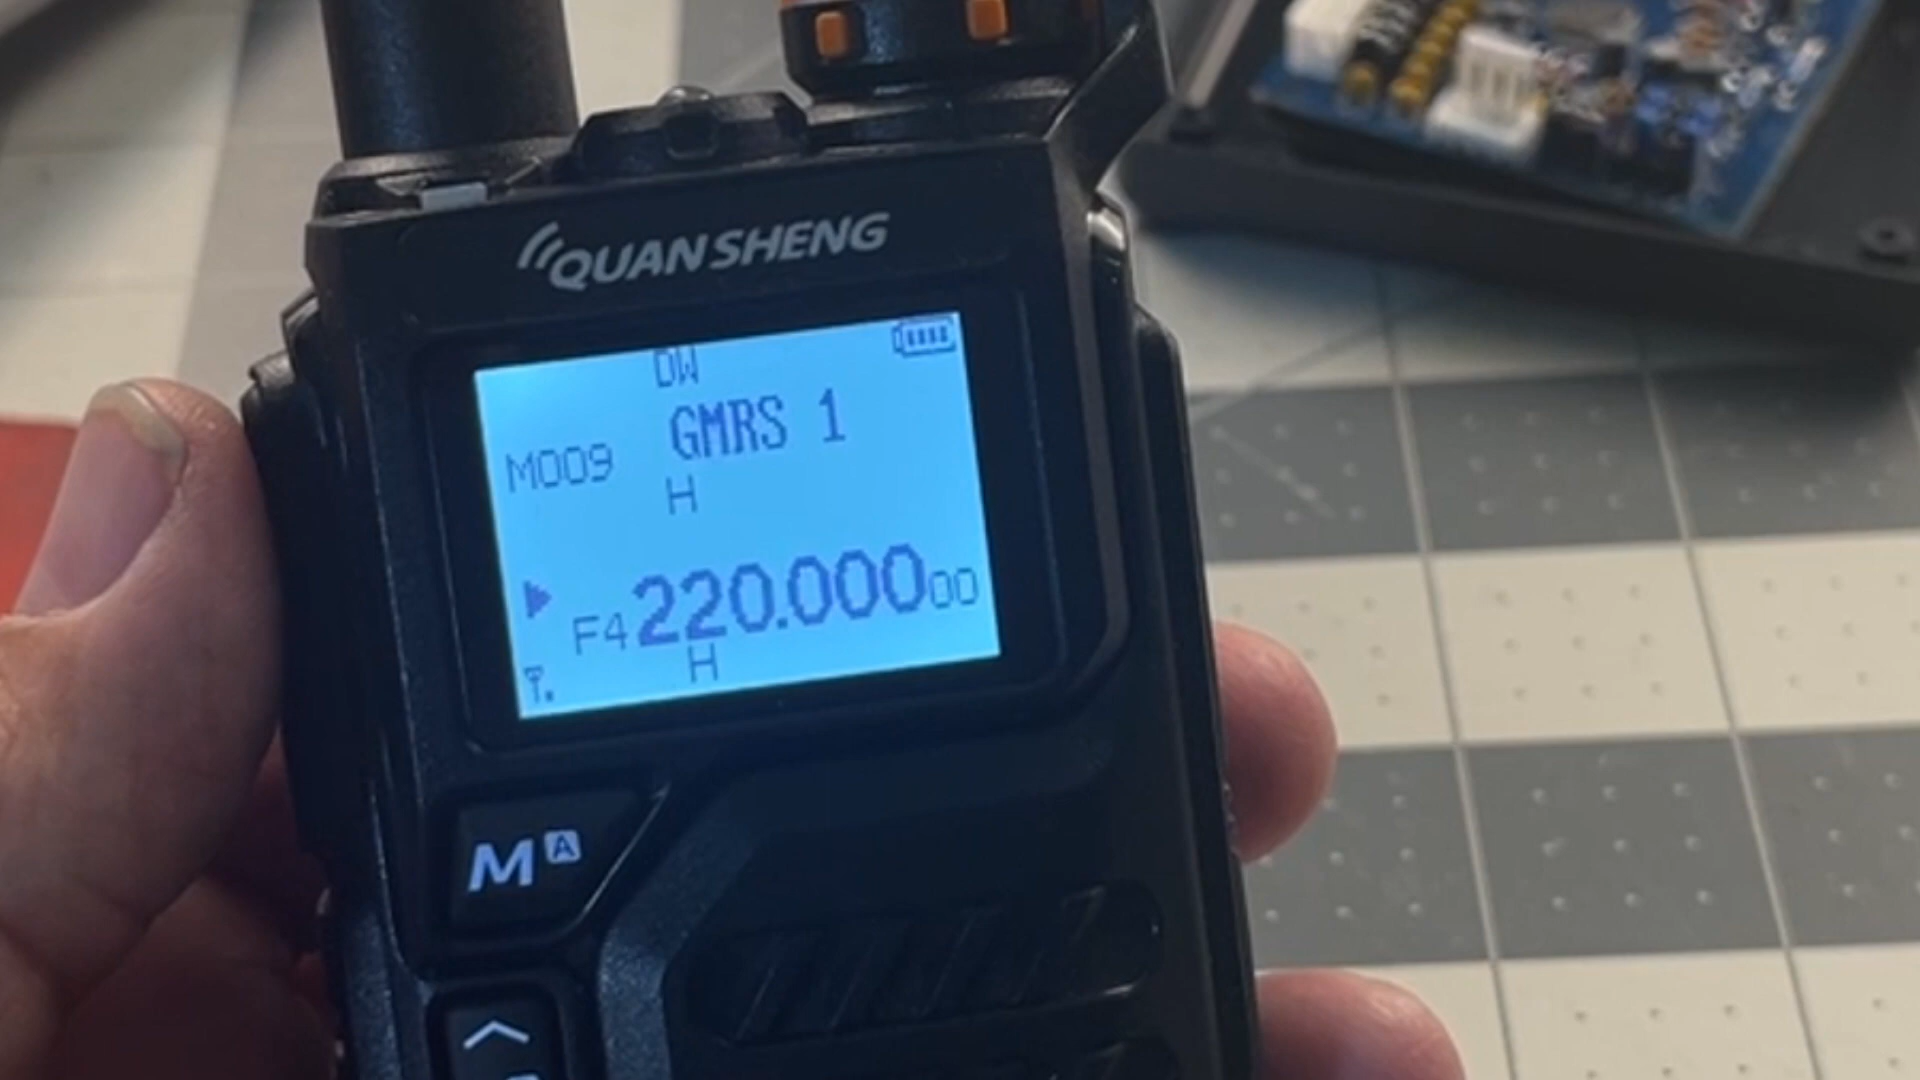 QUANSHENG
DW
M009 GMRS 1
H
F4 220.00000
H
M A